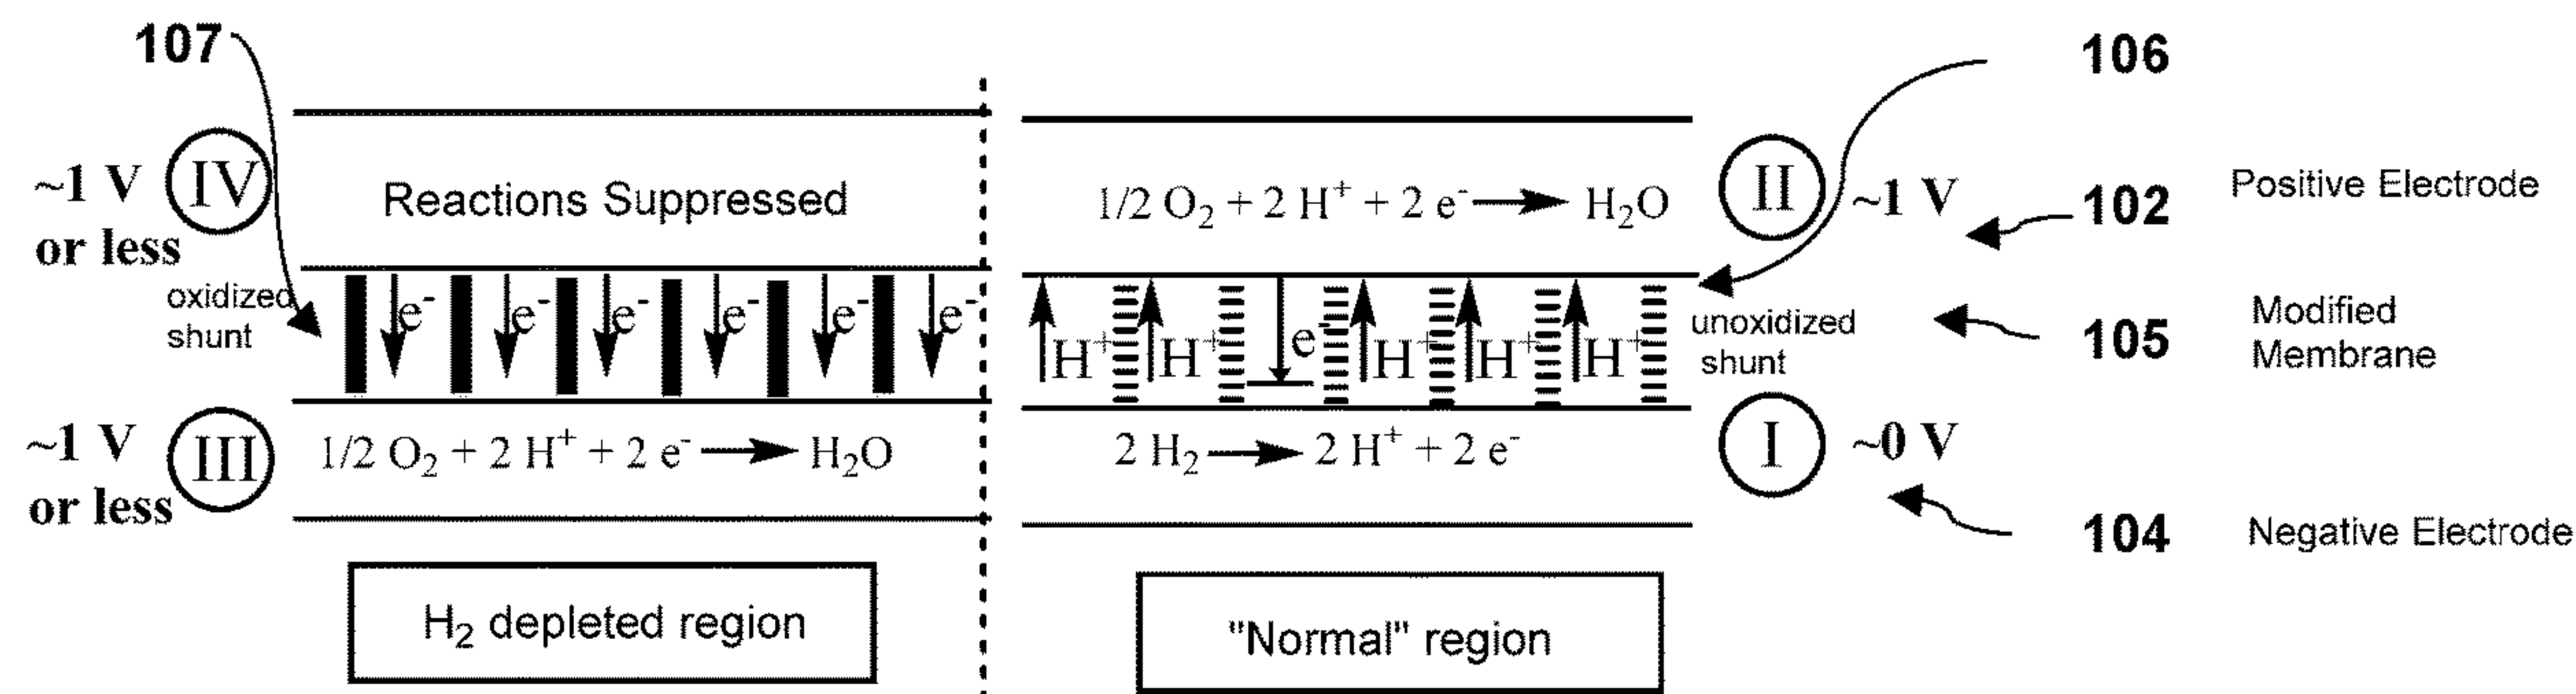 107
106
~1 V
or less
IV
Reactions Suppressed
1/2 O₂ + 2 H⁺ + 2 e⁻ → H₂O
II
~1 V
102
Positive Electrode
oxidized
shunt
e⁻ e⁻ e⁻ e⁻ e⁻ e⁻
H⁺ H⁺ e⁻ H⁺ H⁺ H⁺
unoxidized
shunt
105
Modified
Membrane
~1 V
or less
III
1/2 O₂ + 2 H⁺ + 2 e⁻ → H₂O
2 H₂ → 2 H⁺ + 2 e⁻
I
~0 V
104
Negative Electrode
H₂ depleted region
"Normal" region